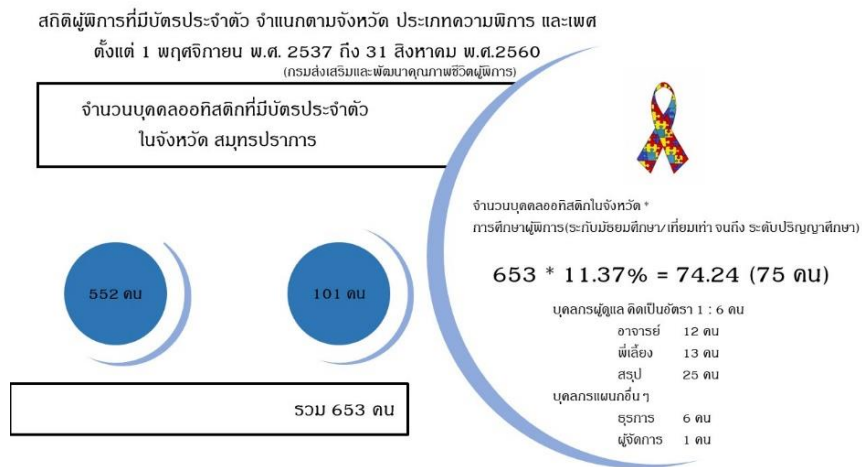 สถิติผู้พิการที่มีบัตรประจำตัว จำแนกตามจังหวัด ประเภทความพิการ และเพศ
ตั้งแต่ 1 พฤศจิกายน พ.ศ. 2537 ถึง 31 สิงหาคม พ.ศ.2560
(กรมส่งเสริมและพัฒนาคุณภาพชีวิตผู้พิการ)
จำนวนบุคคลออทิสติกที่มีบัตรประจำตัว
ในจังหวัด สมุทรปราการ
552 คน
101 คน
รวม 653 คน
จำนวนบุคคลออทิสติกในจังหวัด *
การศึกษาผู้พิการ(ระกับมัธยมศึกษา/เที่ยมเท่า จนถึง ระดับปริญญาศึกษา)
653 * 11.37% = 74.24 (75 คน)
บุคลกรผู้ดูแล คิดเป็นอัตรา 1 : 6 คน
อาจารย์ 12 คน
พี่เลี้ยง 13 คน
สรุป 25 คน
บุคลกรแผนกอื่น ๆ
ธุรการ 6 คน
ผู้จัดการ 1 คน